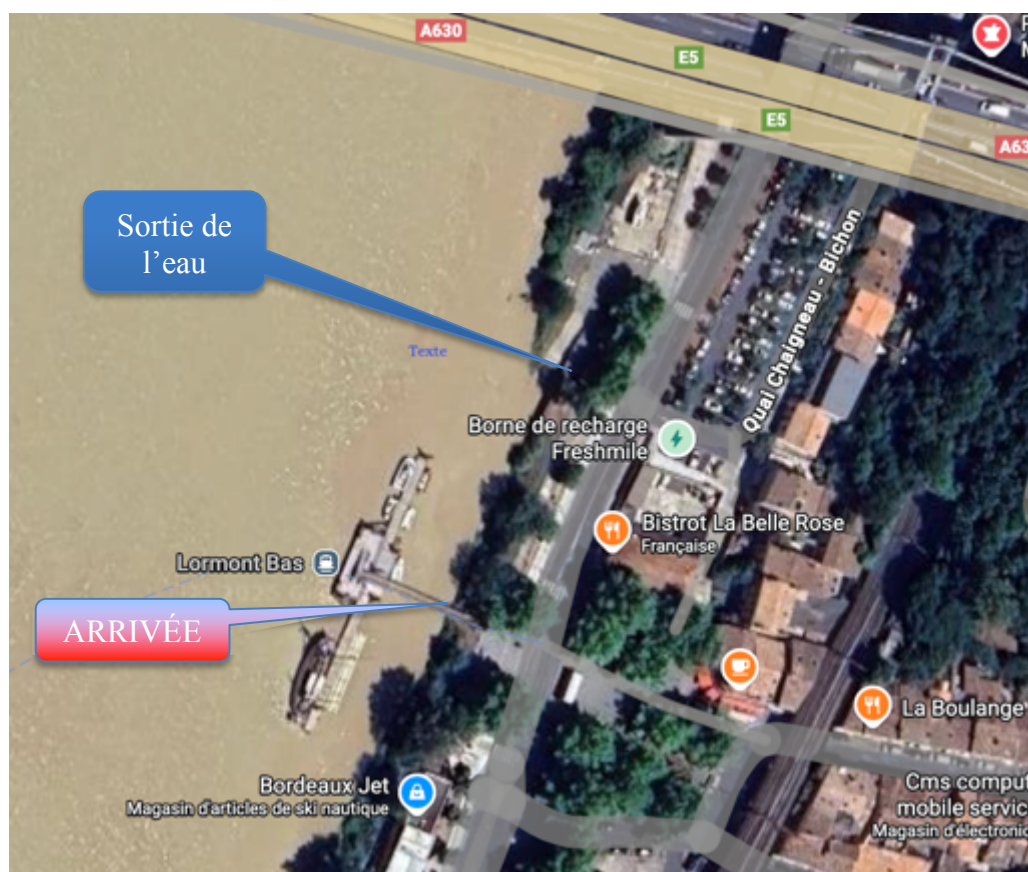 A630
E5
E5
A63
Sortie de
l’eau
Texte
Quai Chaigneau - Bichon
Borne de recharge
Freshmile
Bistrot La Belle Rose
Française
Lormont Bas
ARRIVÉE
La Boulange
Bordeaux Jet
Magasin d'articles de ski nautique
Cms comput
mobile servic
Magasin d'électronic